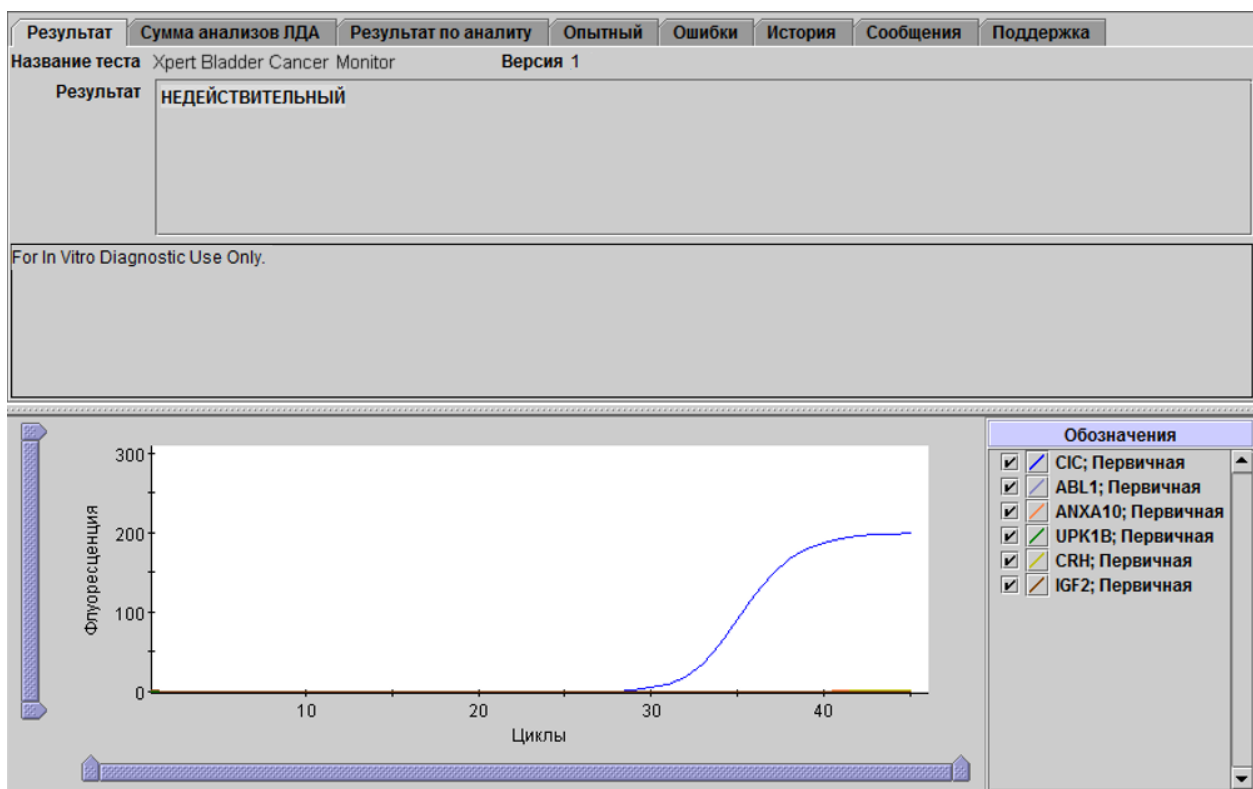 Результат Сумма анализов ЛДА Результат по аналиту Опытный Ошибки История Сообщения Поддержка
Название теста Xpert Bladder Cancer Monitor Версия 1
Результат НЕДЕЙСТВИТЕЛЬНЫЙ
For In Vitro Diagnostic Use Only.
Обозначения
CIC; Первичная
ABL1; Первичная
ANXA10; Первичная
UPK1B; Первичная
CRH; Первичная
IGF2; Первичная
Флуоресценция
300
200
100
0
10 20 30 40
Циклы